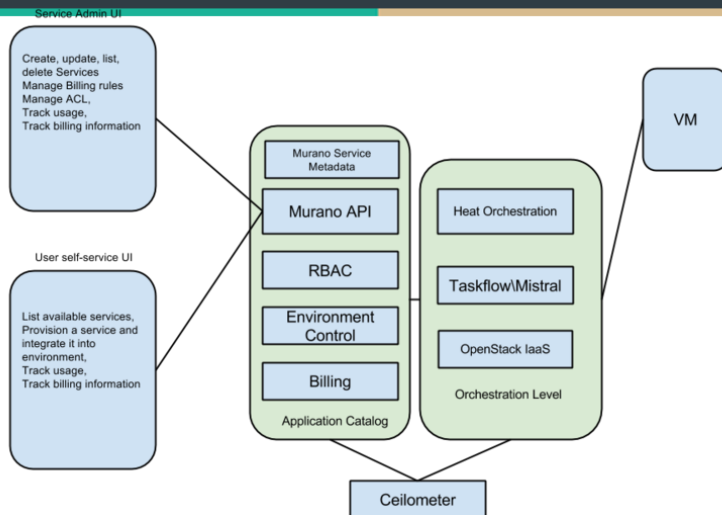 Service Admin UI
Create, update, list,
delete Services
Manage Billing rules
Manage ACL,
Track usage,
Track billing information
User self-service UI
List available services,
Provision a service and
integrate it into
environment,
Track usage,
Track billing information
Murano Service
Metadata
Murano API
RBAC
Environment
Control
Billing
Application Catalog
Heat Orchestration
Taskflow\Mistral
OpenStack IaaS
Orchestration Level
VM
Ceilometer